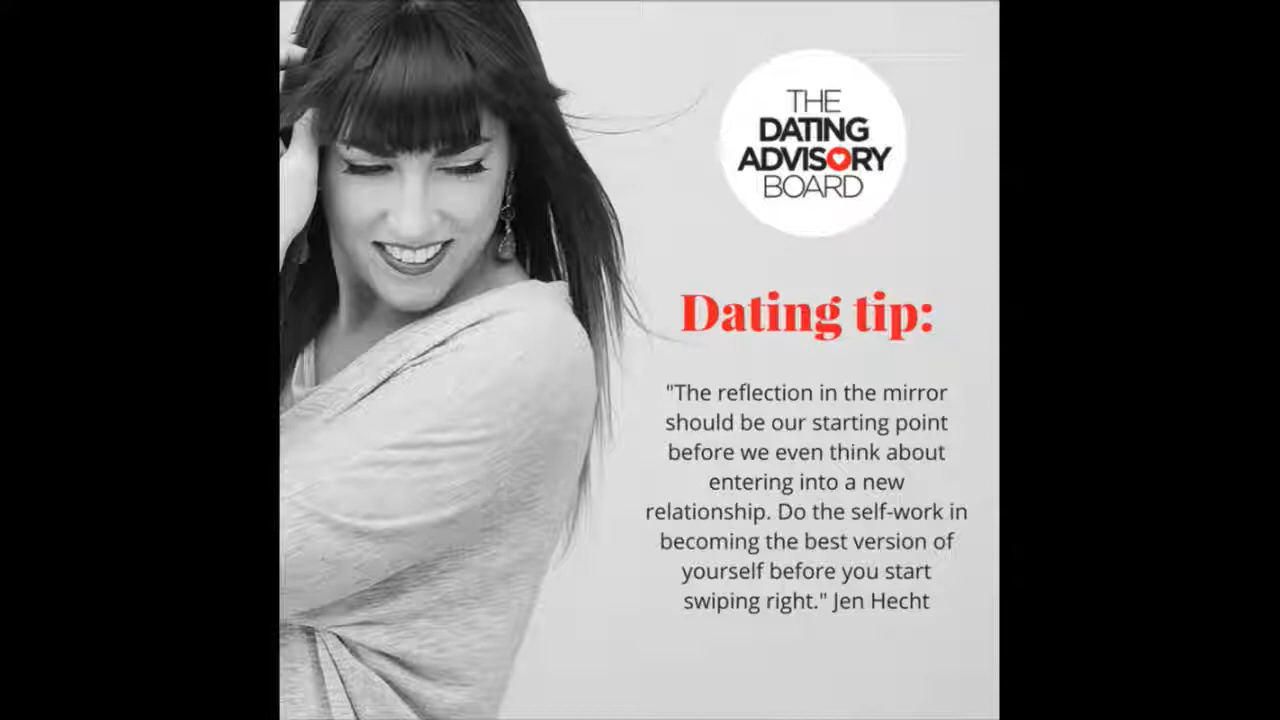 THE
DATING
ADVISORY
BOARD
Dating tip:
"The reflection in the mirror
should be our starting point
before we even think about
entering into a new
relationship. Do the self-work in
becoming the best version of
yourself before you start
swiping right." Jen Hecht